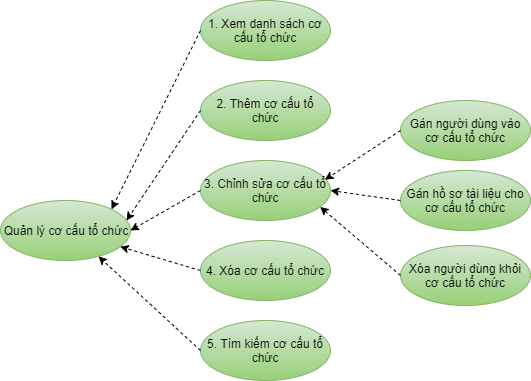 1. Xem danh sách cơ
cấu tổ chức
2. Thêm cơ cấu tổ
chức
3. Chỉnh sửa cơ cấu tổ
chức
4. Xóa cơ cấu tổ chức
5. Tìm kiếm cơ cấu tổ
chức
Quản lý cơ cấu tổ chức
Gán người dùng vào
cơ cấu tổ chức
Gán hồ sơ tài liệu cho
cơ cấu tổ chức
Xóa người dùng khỏi
cơ cấu tổ chức